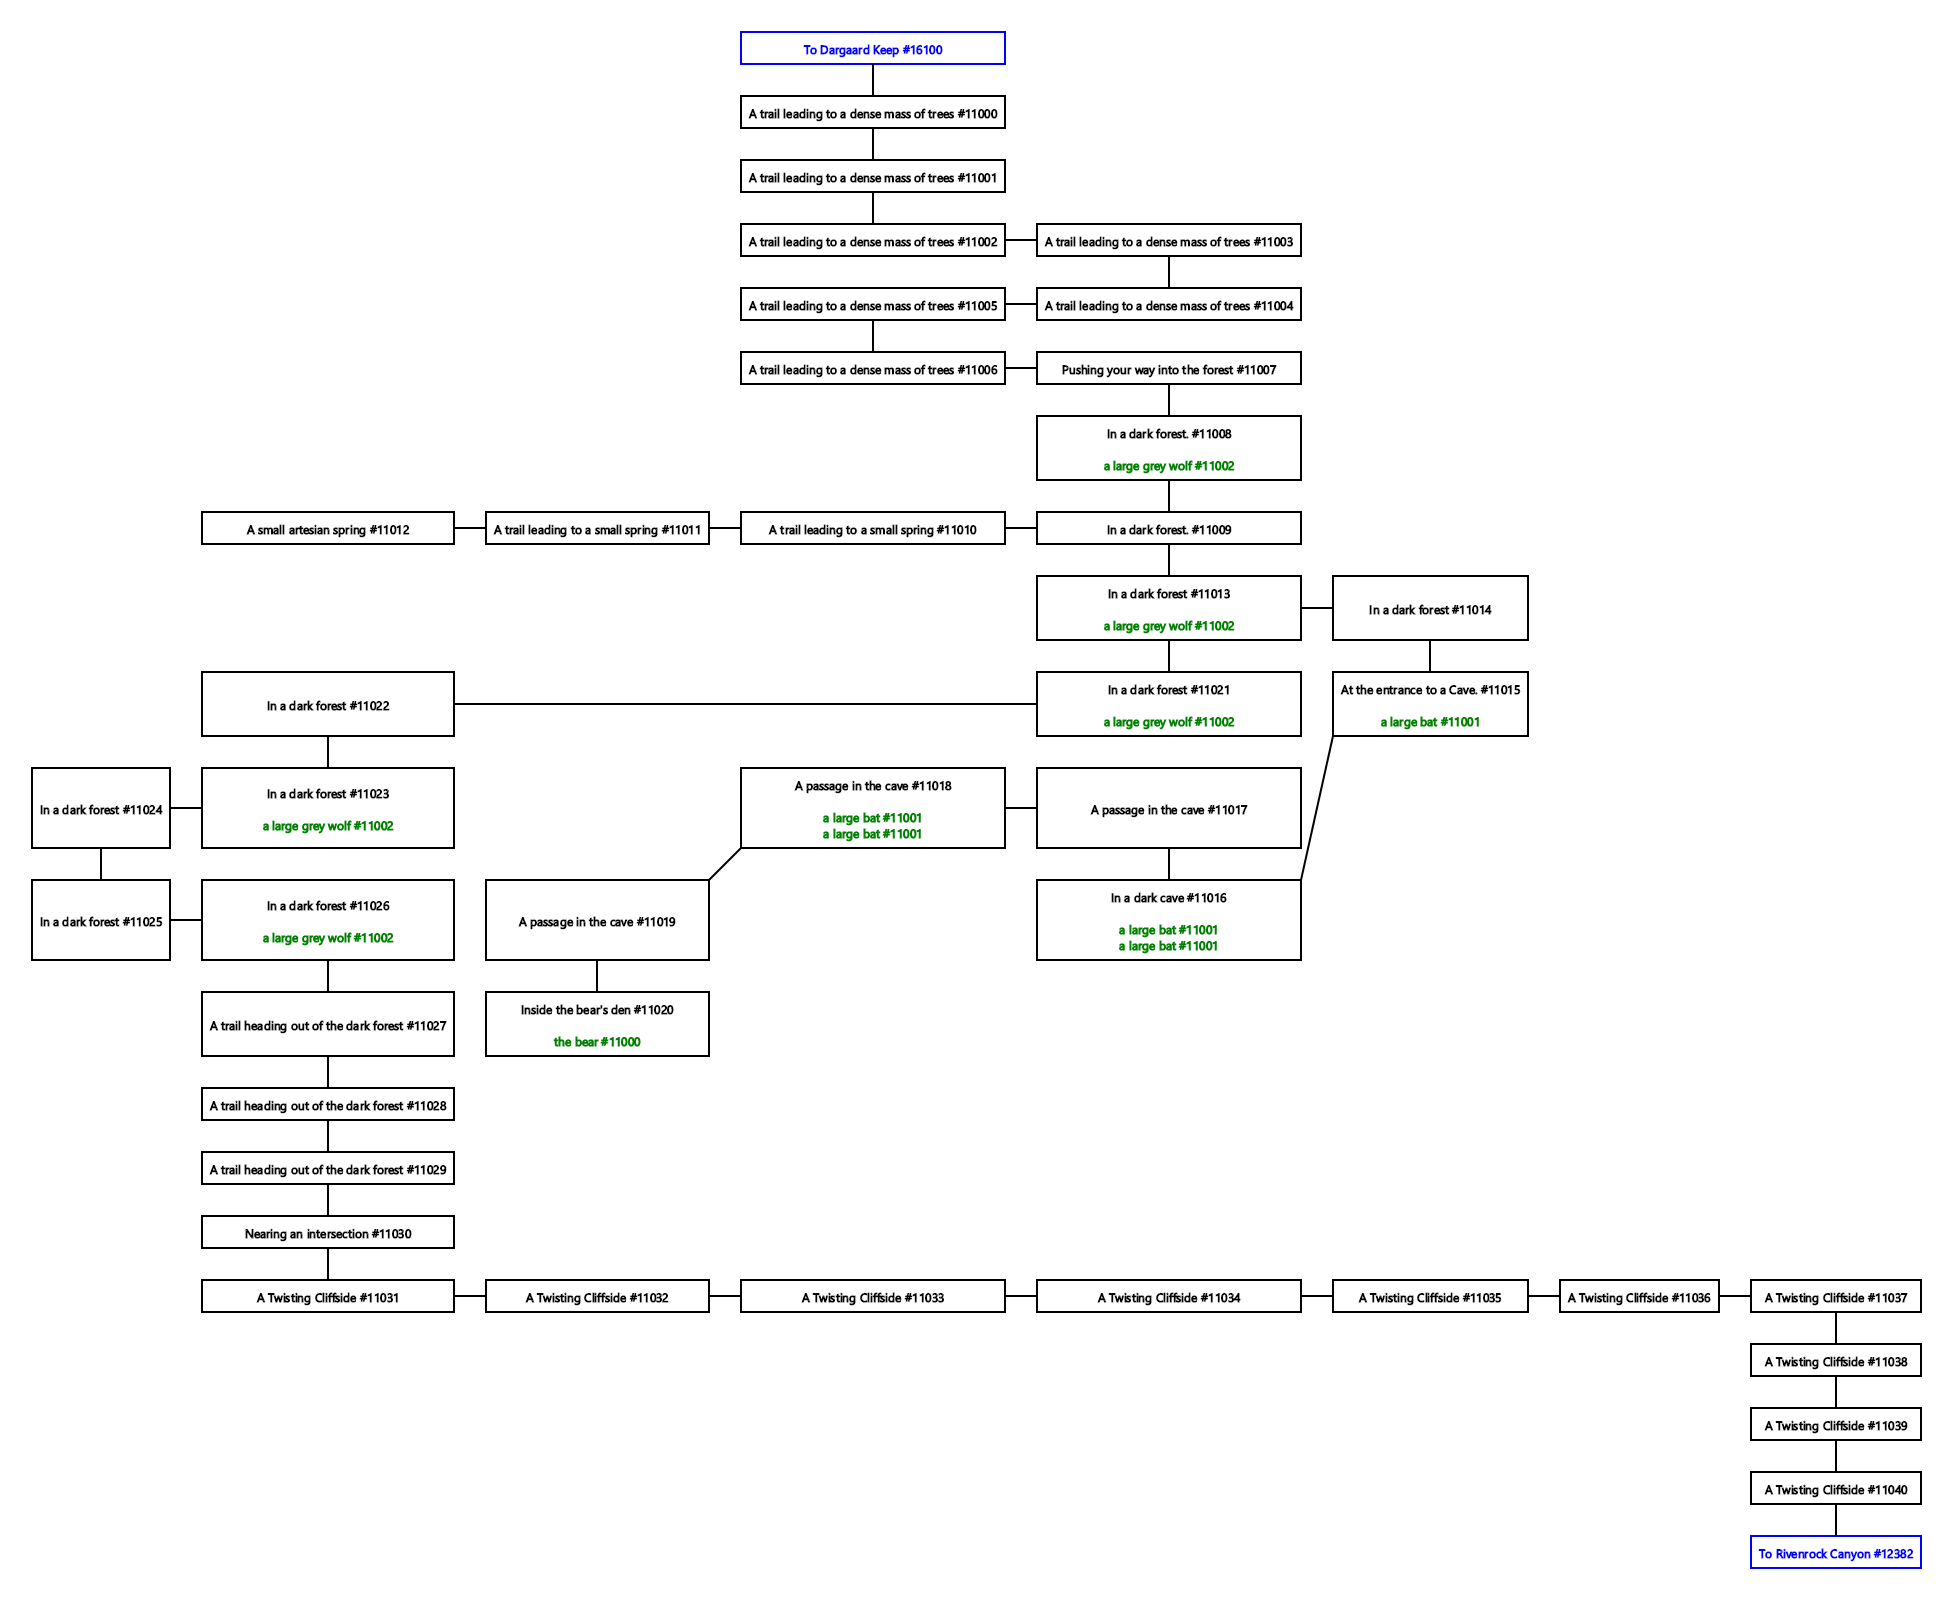 To Dargaard Keep #16100
A trail leading to a dense mass of trees #11000
A trail leading to a dense mass of trees #11001
A trail leading to a dense mass of trees #11002
A trail leading to a dense mass of trees #11003
A trail leading to a dense mass of trees #11005
A trail leading to a dense mass of trees #11004
A trail leading to a dense mass of trees #11006
Pushing your way into the forest #11007
In a dark forest. #11008
a large grey wolf #11002
A small artesian spring #11012
A trail leading to a small spring #11011
A trail leading to a small spring #11010
In a dark forest. #11009
In a dark forest #11013
a large grey wolf #11002
In a dark forest #11014
In a dark forest #11022
In a dark forest #11021
a large grey wolf #11002
At the entrance to a Cave. #11015
a large bat #11001
In a dark forest #11024
In a dark forest #11023
a large grey wolf #11002
A passage in the cave #11018
a large bat #11001
a large bat #11001
A passage in the cave #11017
In a dark forest #11025
In a dark forest #11026
a large grey wolf #11002
A passage in the cave #11019
In a dark cave #11016
a large bat #11001
a large bat #11001
A trail heading out of the dark forest #11027
Inside the bear's den #11020
the bear #11000
A trail heading out of the dark forest #11028
A trail heading out of the dark forest #11029
Nearing an intersection #11030
A Twisting Cliffside #11031
A Twisting Cliffside #11032
A Twisting Cliffside #11033
A Twisting Cliffside #11034
A Twisting Cliffside #11035
A Twisting Cliffside #11036
A Twisting Cliffside #11037
A Twisting Cliffside #11038
A Twisting Cliffside #11039
A Twisting Cliffside #11040
To Rivenrock Canyon #12382